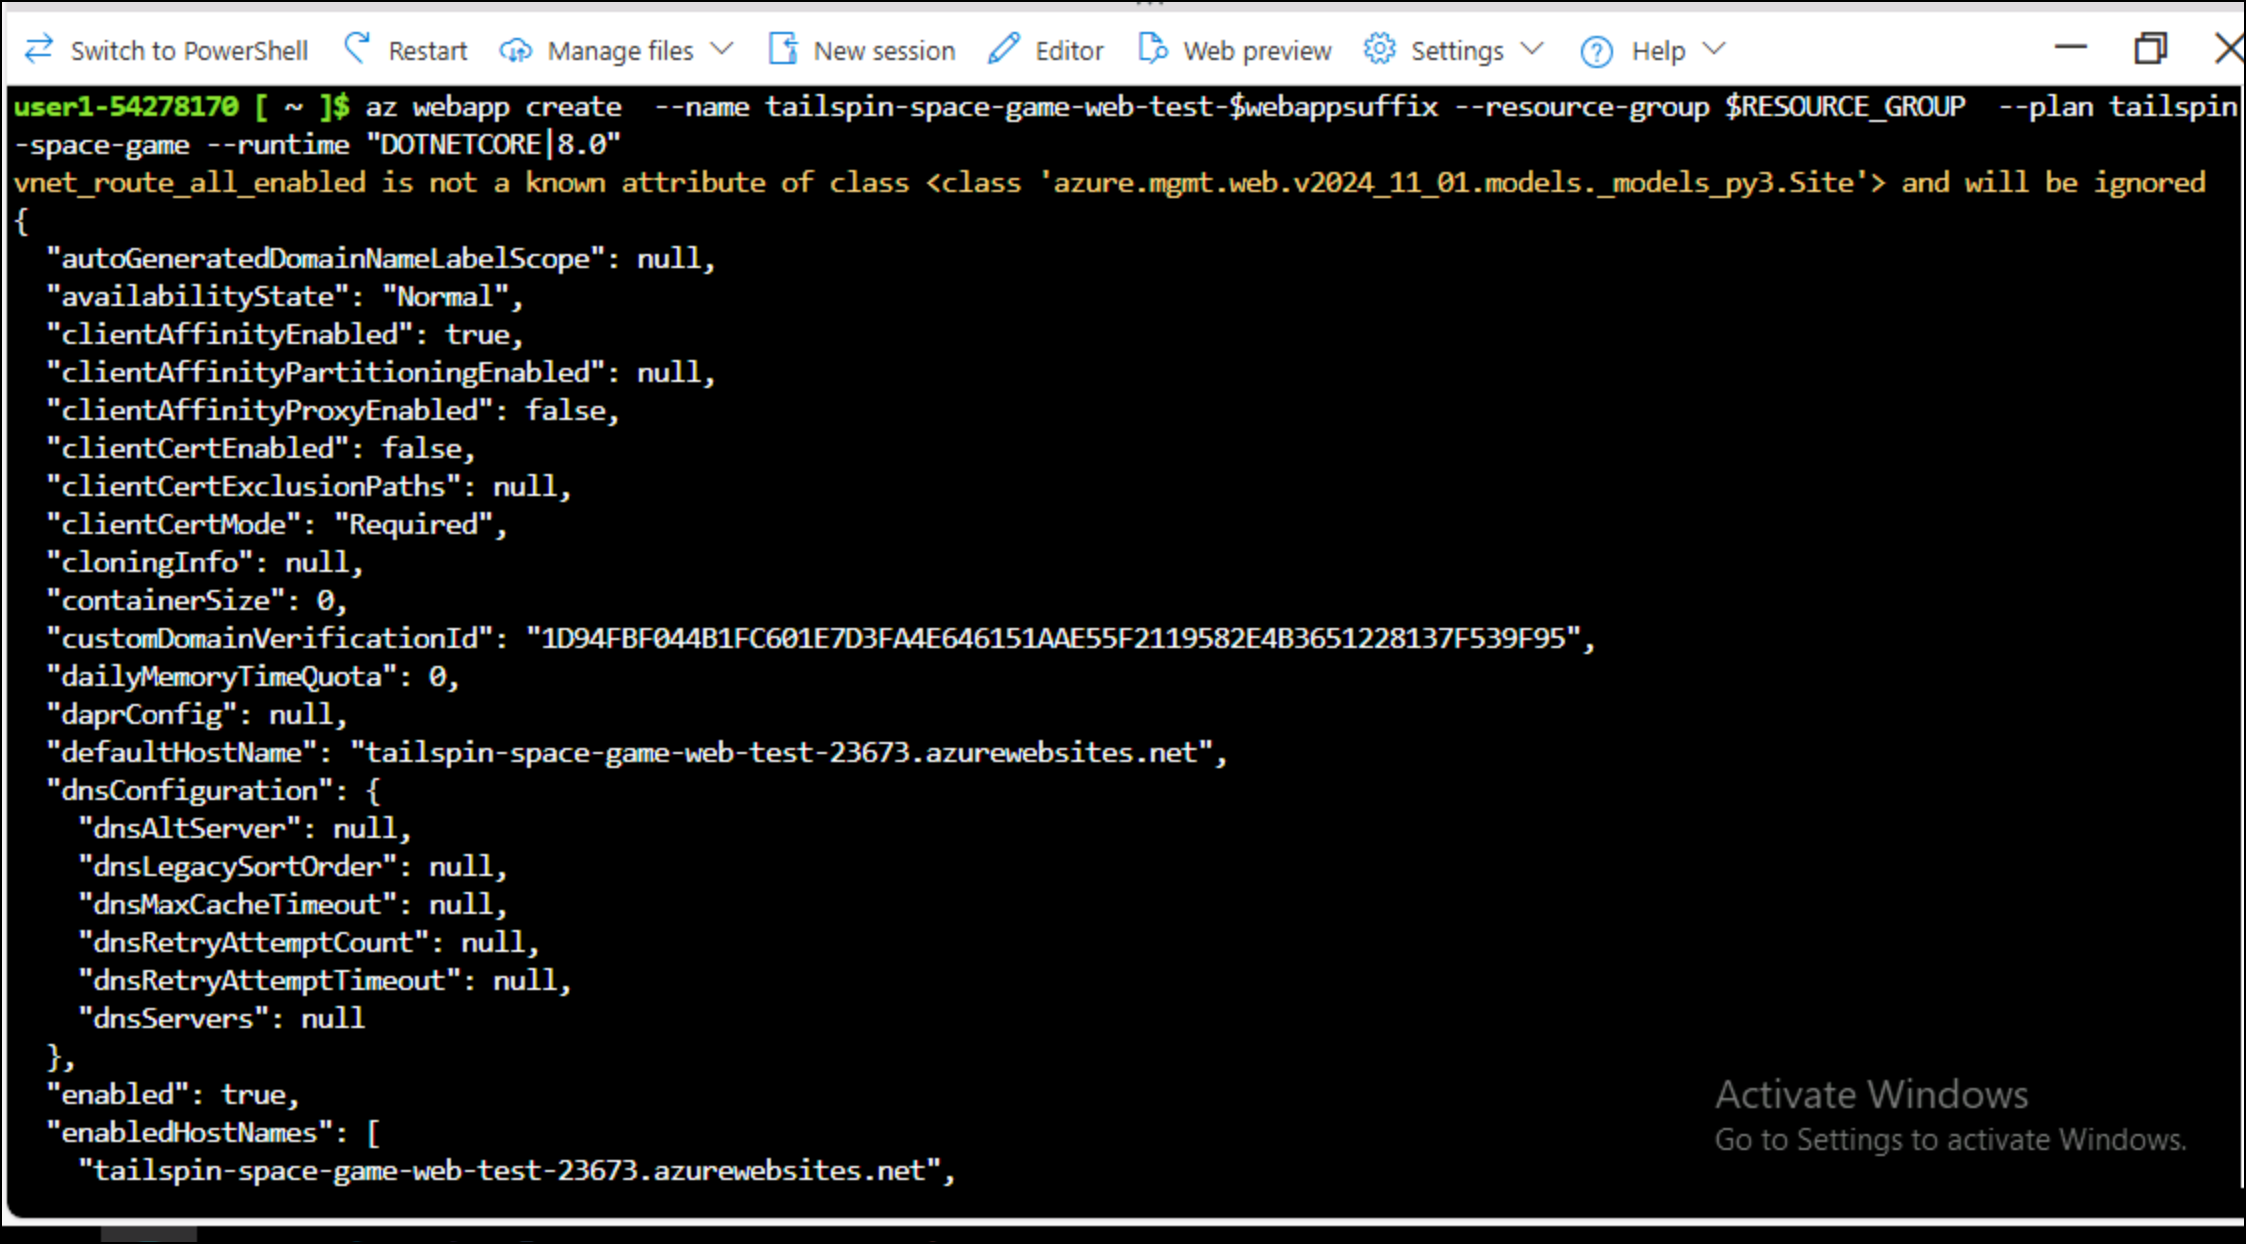 Switch to PowerShell Restart Manage files New session Editor Web preview Settings Help
user1-54278170 [ ~ ]$ az webapp create  --name tailspin-space-game-web-test-$webappsuffix --resource-group $RESOURCE_GROUP  --plan tailspin
-space-game --runtime "DOTNETCORE|8.0"
vnet_route_all_enabled is not a known attribute of class <class 'azure.mgmt.web.v2024_11_01.models._models_py3.Site'> and will be ignored
{
  "autoGeneratedDomainNameLabelScope": null,
  "availabilityState": "Normal",
  "clientAffinityEnabled": true,
  "clientAffinityPartitioningEnabled": null,
  "clientAffinityProxyEnabled": false,
  "clientCertEnabled": false,
  "clientCertExclusionPaths": null,
  "clientCertMode": "Required",
  "cloningInfo": null,
  "containerSize": 0,
  "customDomainVerificationId": "1D94FBF044B1FC601E7D3FA4E646151AAE55F2119582E4B3651228137F539F95",
  "dailyMemoryTimeQuota": 0,
  "daprConfig": null,
  "defaultHostName": "tailspin-space-game-web-test-23673.azurewebsites.net",
  "dnsConfiguration": {
    "dnsAltServer": null,
    "dnsLegacySortOrder": null,
    "dnsMaxCacheTimeout": null,
    "dnsRetryAttemptCount": null,
    "dnsRetryAttemptTimeout": null,
    "dnsServers": null
  },
  "enabled": true,
  "enabledHostNames": [
    "tailspin-space-game-web-test-23673.azurewebsites.net",
Activate Windows
Go to Settings to activate Windows.